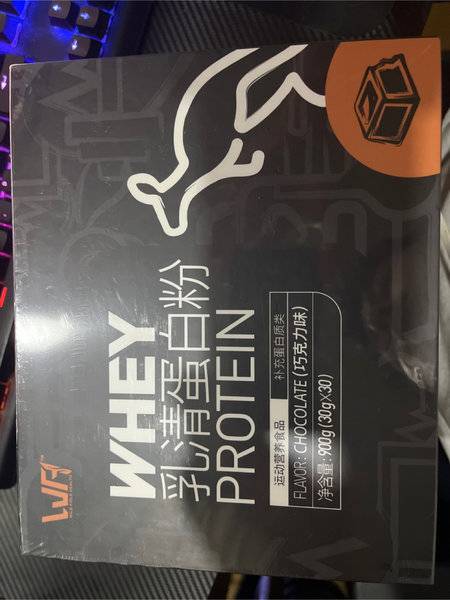 WF
WHEY
乳清蛋白粉
PROTEIN
运动营养食品
补充蛋白质类
FLAVOR: CHOCOLATE (巧克力味)
净含量: 900g (30g×30)